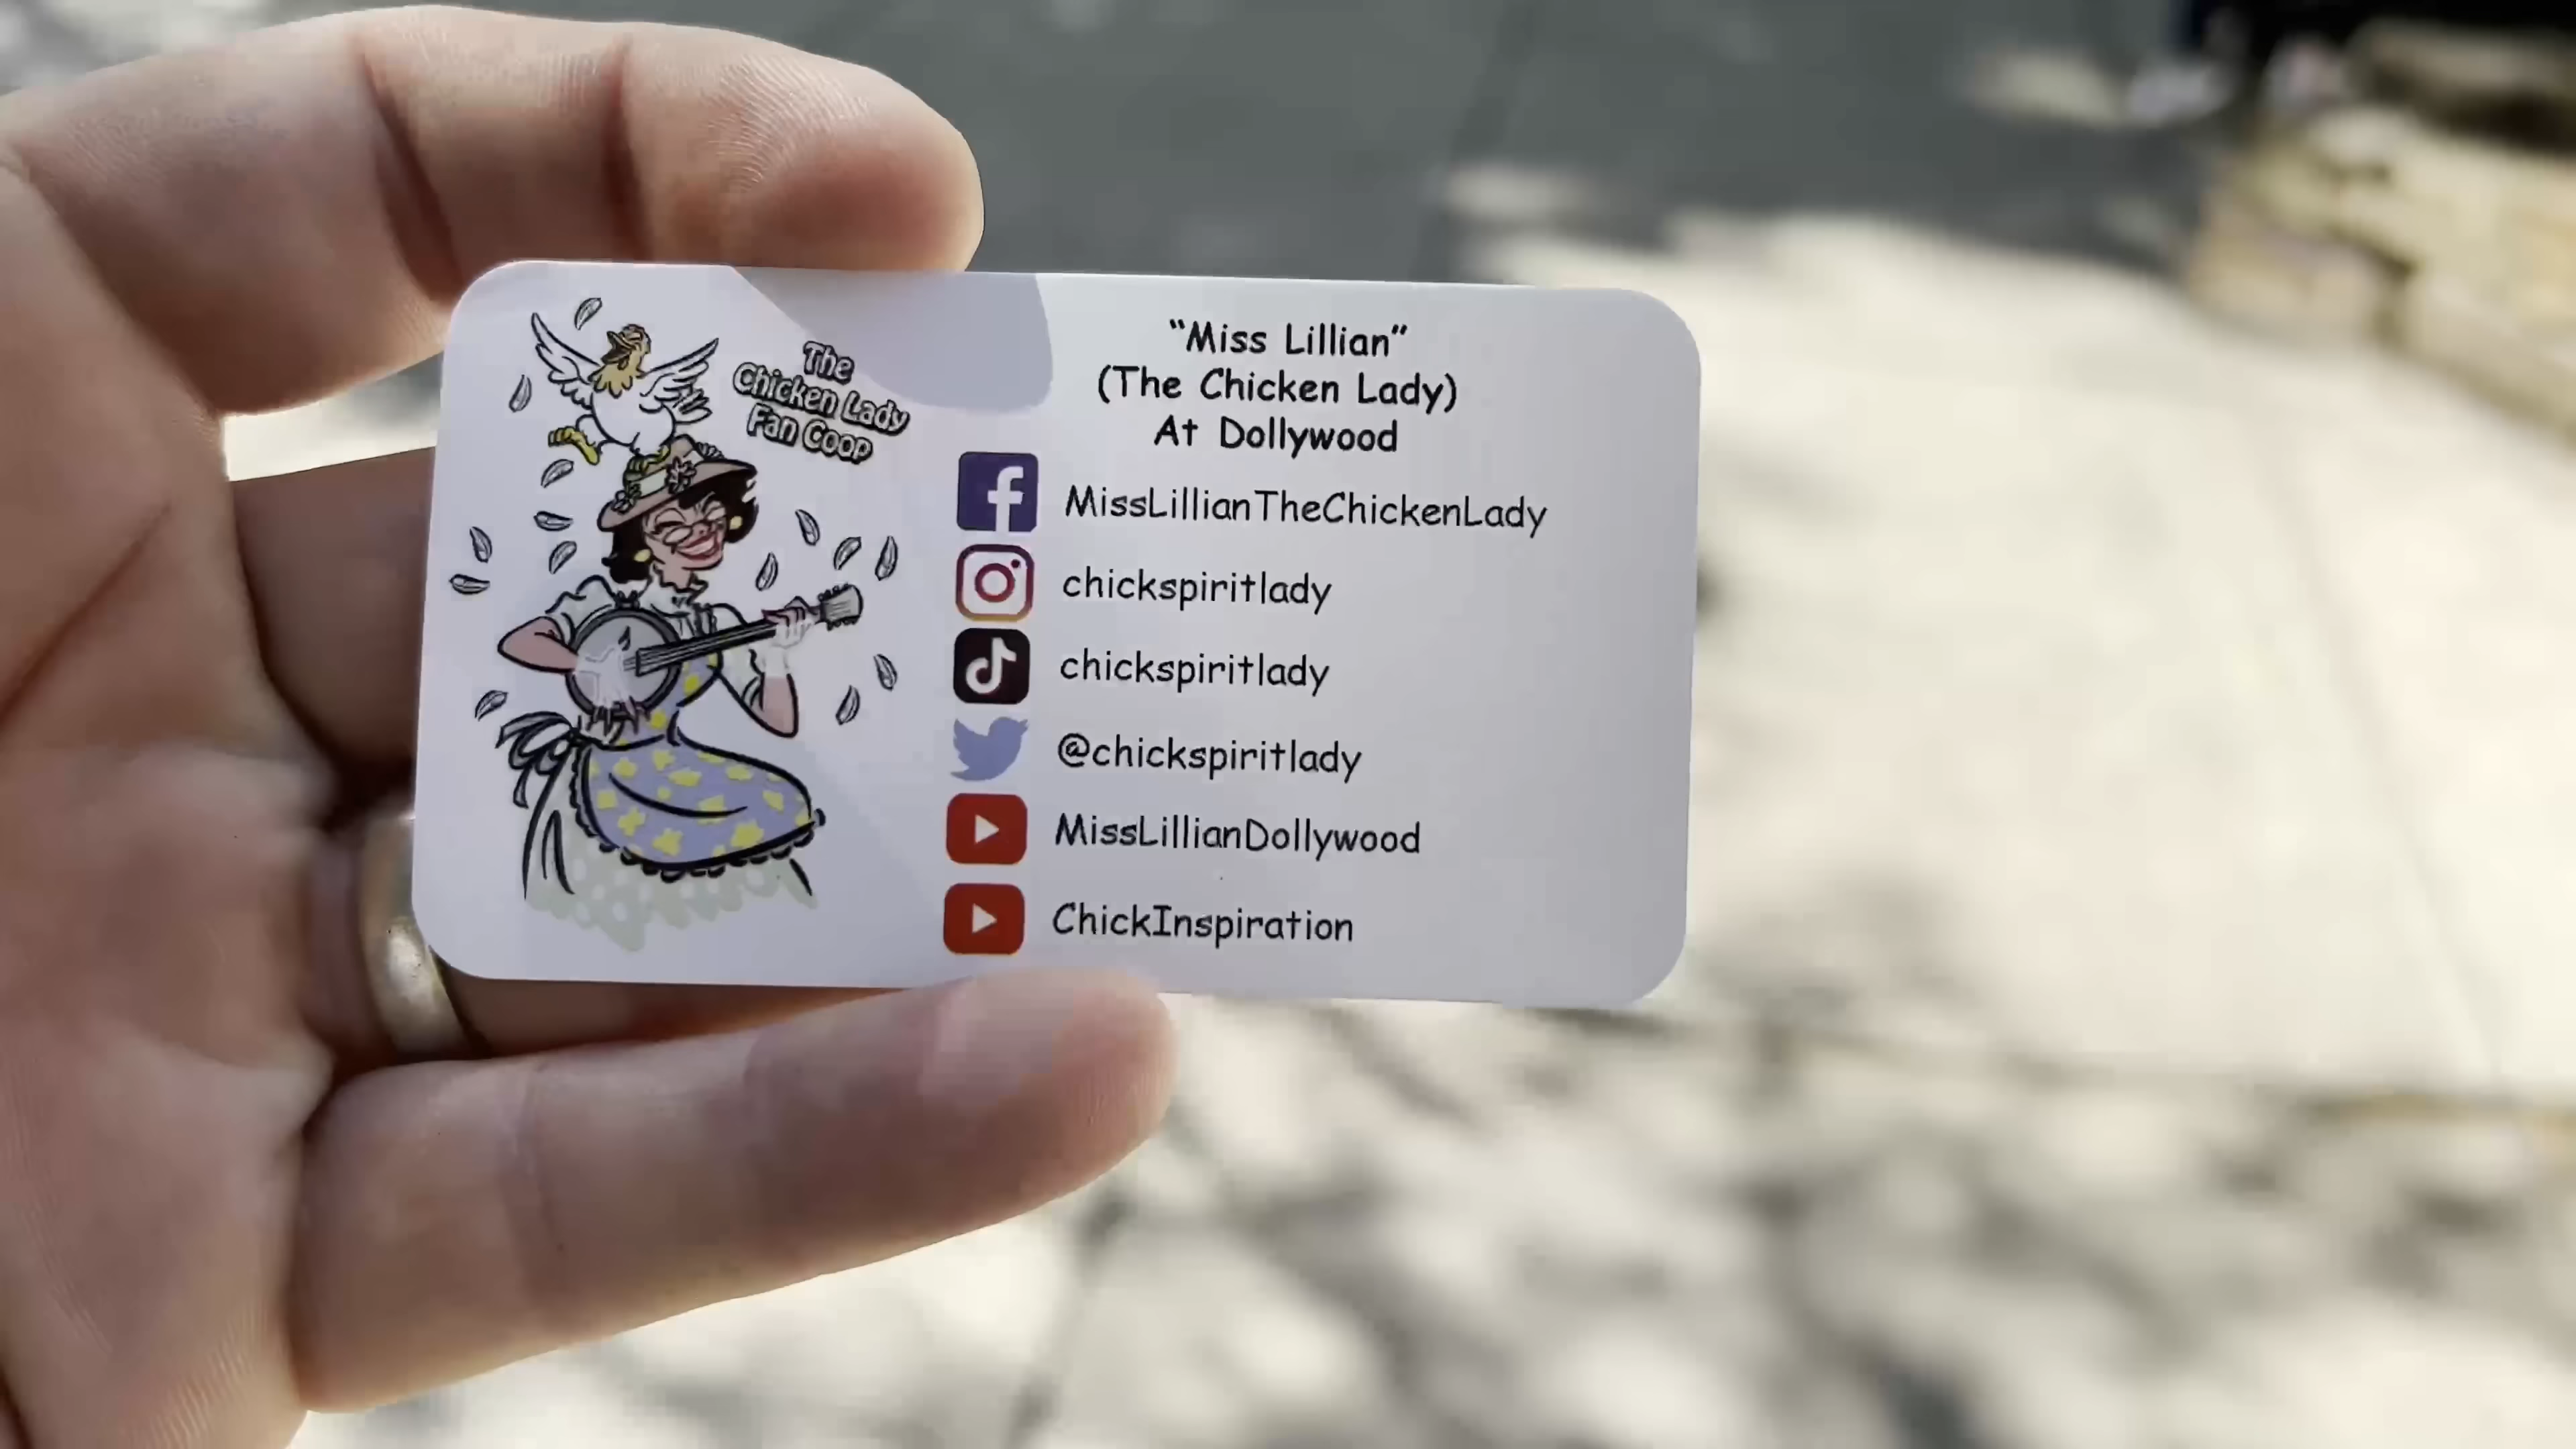 The
Chicken Lady
Fan Coop
“Miss Lillian”
(The Chicken Lady)
At Dollywood
MissLillianTheChickenLady
chickspiritlady
chickspiritlady
@chickspiritlady
MissLillianDollywood
ChickInspiration